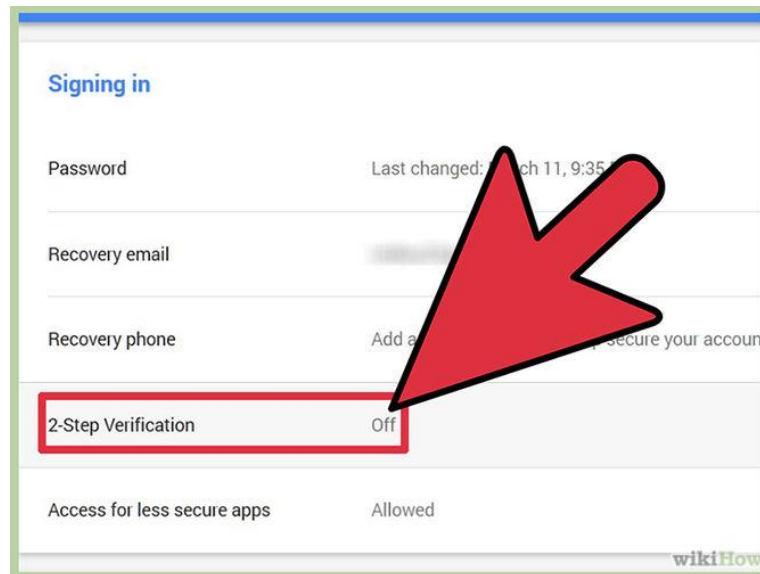 Signing in
Password Last changed: ch 11, 9:35
Recovery email
Recovery phone Add a secure your accoun
2-Step Verification Off
Access for less secure apps Allowed
wikiHow